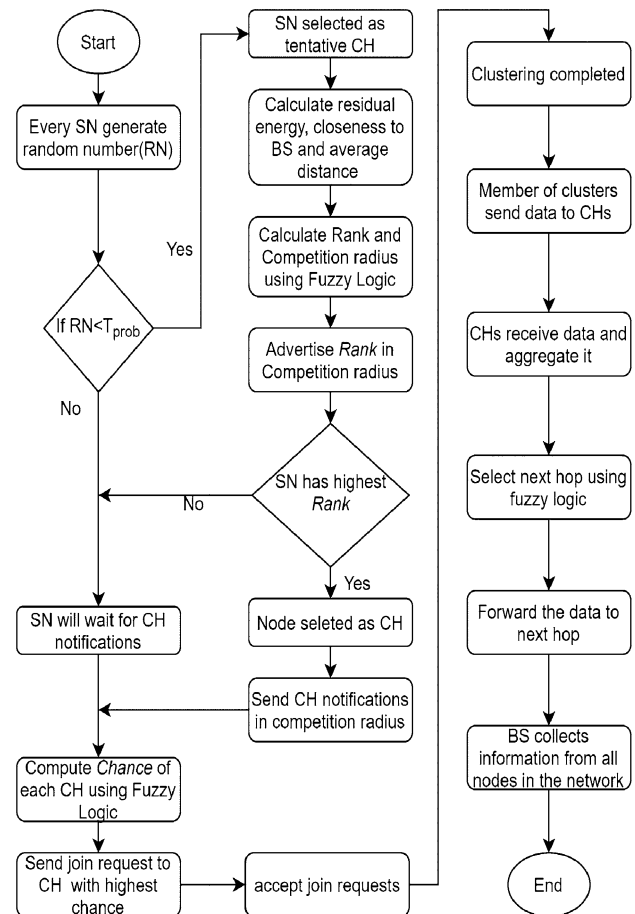 Start
Every SN generate
random number(RN)
If RN<Tprob
Yes
No
SN selected as
tentative CH
Calculate residual
energy, closeness to
BS and average
distance
Calculate Rank and
Competition radius
using Fuzzy Logic
Advertise Rank in
Competition radius
SN has highest
Rank
No
Yes
Node seleted as CH
Send CH notifications
in competition radius
SN will wait for CH
notifications
Compute Chance of
each CH using Fuzzy
Logic
Send join request to
CH with highest
chance
accept join requests
Clustering completed
Member of clusters
send data to CHs
CHs receive data and
aggregate it
Select next hop using
fuzzy logic
Forward the data to
next hop
BS collects
information from all
nodes in the network
End